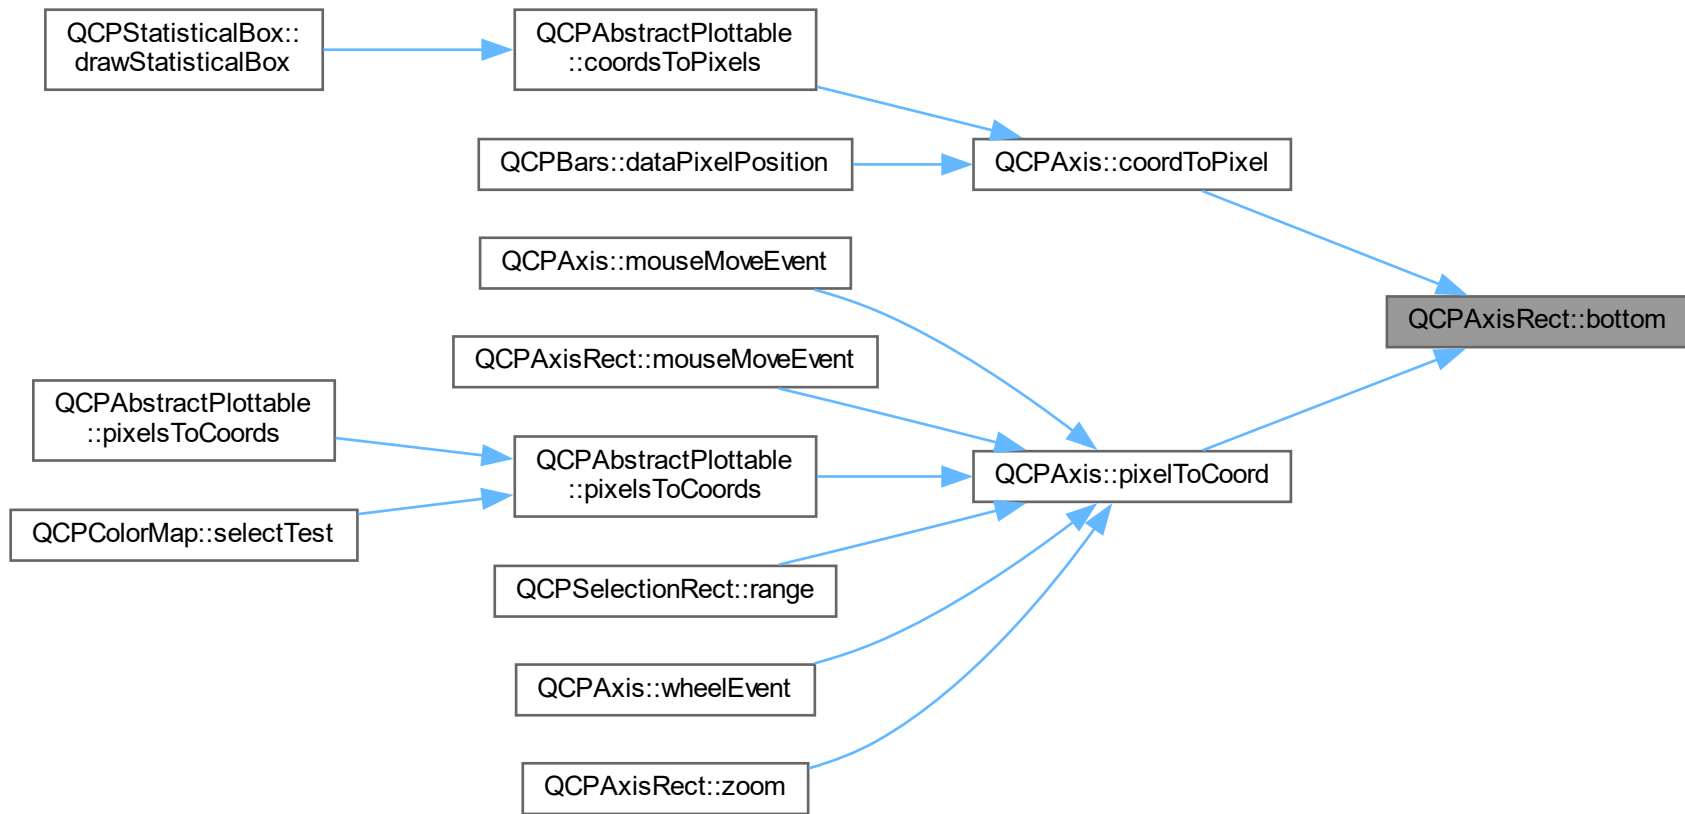 QCPStatisticalBox::
drawStatisticalBox
QCPAbstractPlottable
::coordsToPixels
QCPBars::dataPixelPosition
QCPAxis::coordToPixel
QCPAxis::mouseMoveEvent
QCPAxisRect::bottom
QCPAxisRect::mouseMoveEvent
QCPAbstractPlottable
::pixelsToCoords
QCPAbstractPlottable
::pixelsToCoords
QCPAxis::pixelToCoord
QCPColorMap::selectTest
QCPSelectionRect::range
QCPAxis::wheelEvent
QCPAxisRect::zoom